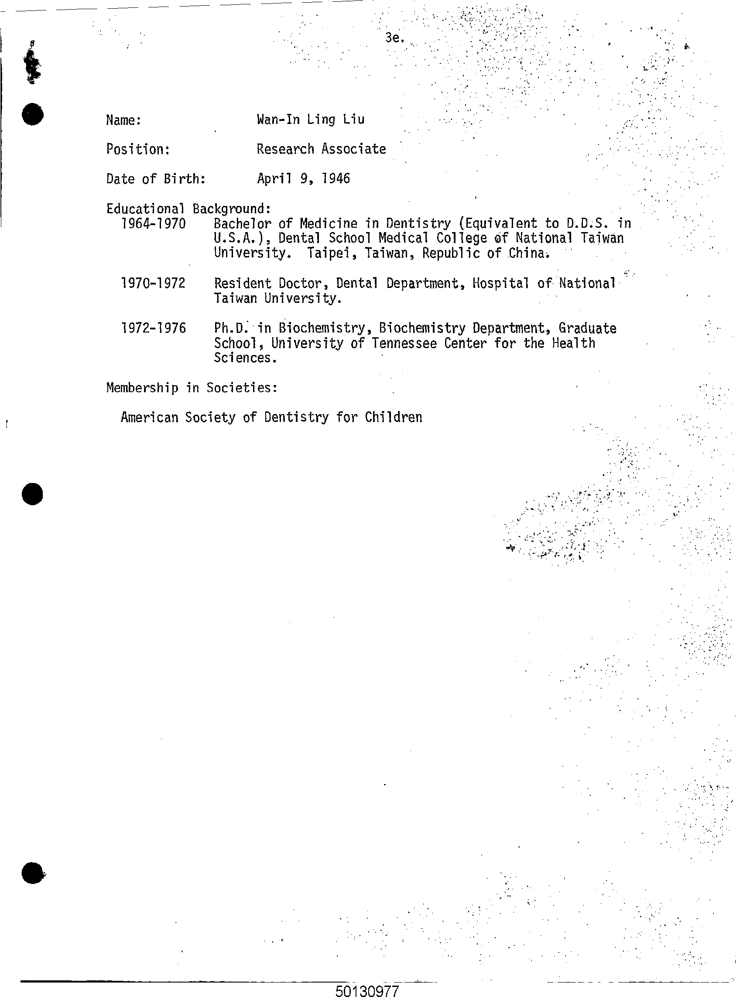 3e.
Name: Wan-In Ling Liu
Position: Research Associate
Date of Birth: April 9, 1946
Educational Background:
1964-1970 Bachelor of Medicine in Dentistry (Equivalent to D.D.S. in
U.S.A.), Dental School Medical College of National Taiwan
University. Taipei, Taiwan, Republic of China.
1970-1972 Resident Doctor, Dental Department, Hospital of National
Taiwan University.
1972-1976 Ph.D. in Biochemistry, Biochemistry Department, Graduate
School, University of Tennessee Center for the Health
Sciences.
Membership in Societies:
American Society of Dentistry for Children
50130977